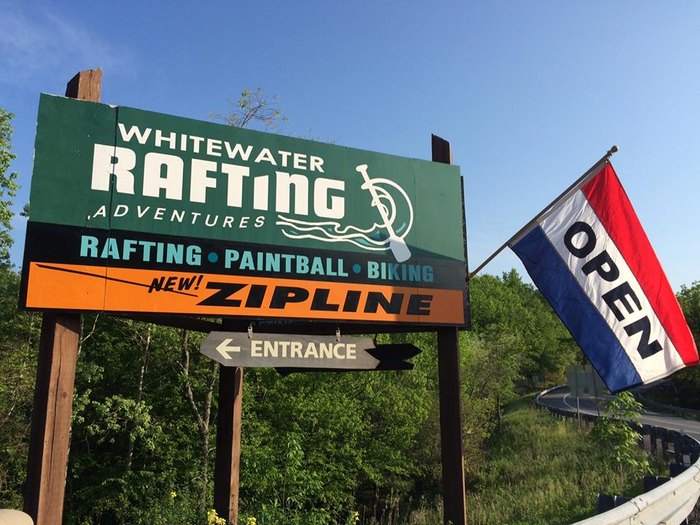 WHITEWATER
RAFTING
ADVENTURES
RAFTING • PAINTBALL • BIKING
NEW! ZIPLINE
← ENTRANCE
OPEN